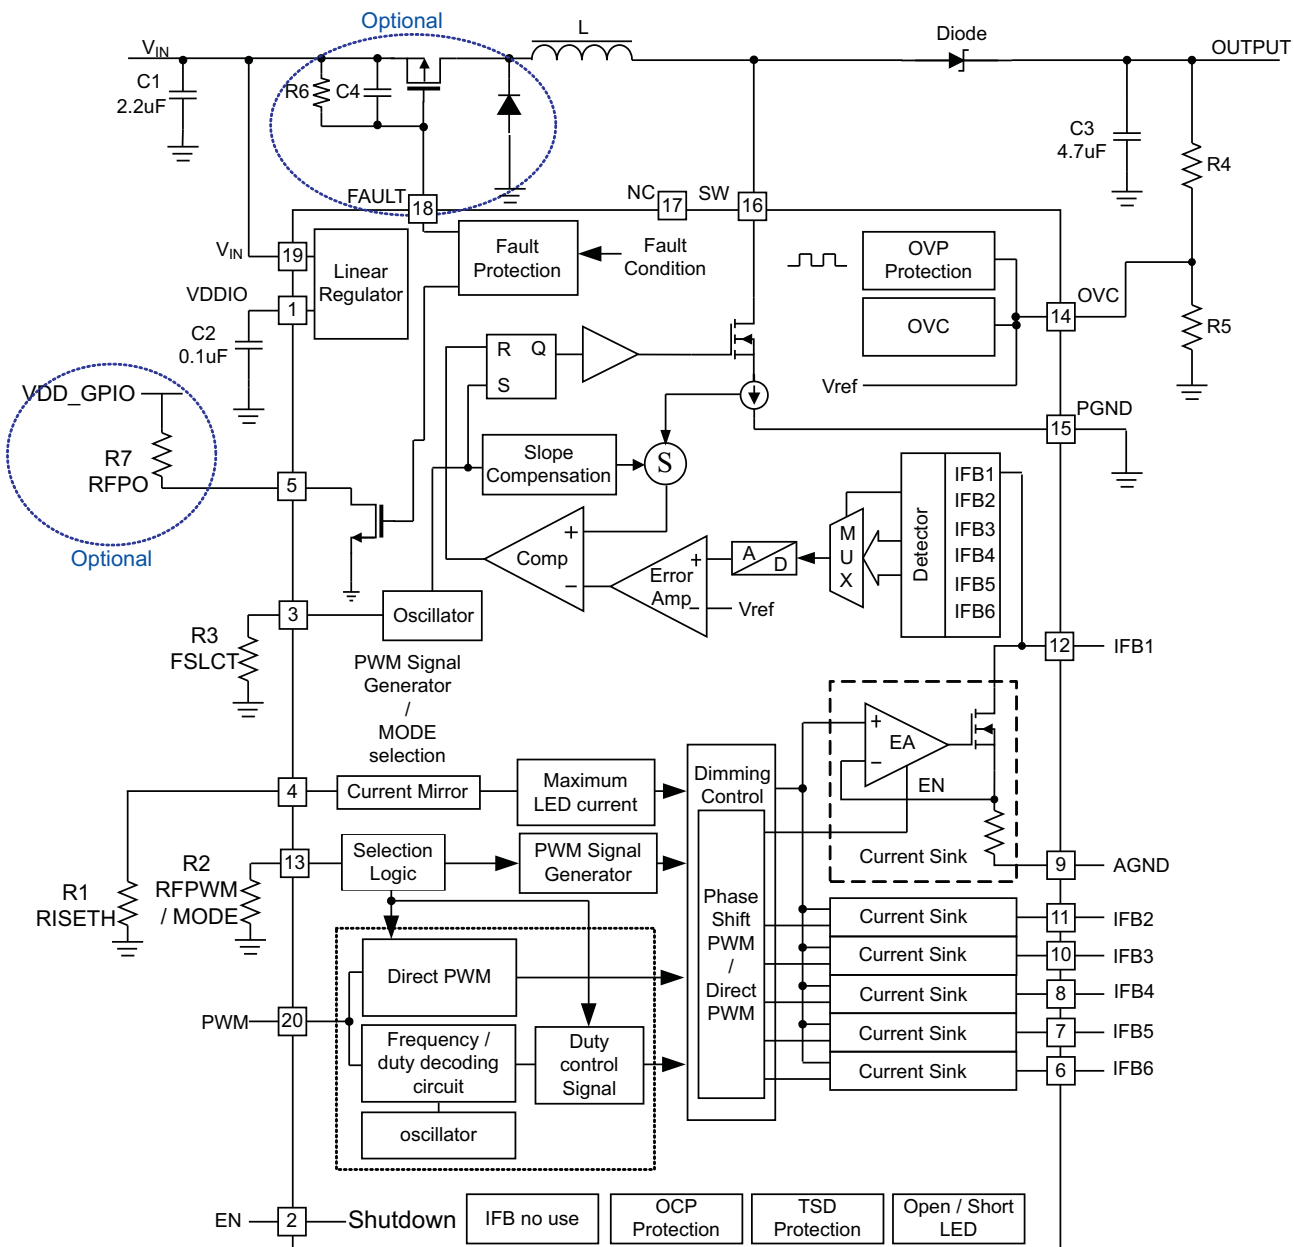 Optional
L
Diode
VIN
OUTPUT
C1
2.2uF
R6
C4
C3
4.7uF
R4
FAULT
18
NC
17
SW
16
VIN
19
Linear
Regulator
Fault
Protection
Fault
Condition
OVP
Protection
VDDIO
1
OVC
OVC
14
R5
C2
0.1uF
R
Q
S
Vref
VDD_GPIO
PGND
15
R7
RFPO
5
Slope
Compensation
S
Detector
IFB1
IFB2
IFB3
IFB4
IFB5
IFB6
Optional
+
Comp
−
+
Error
Amp
−
Vref
A
D
M
U
X
3
Oscillator
R3
FSLCT
12
IFB1
PWM Signal
Generator
/
MODE
selection
+
EA
−
EN
4
Current Mirror
Maximum
LED current
Dimming
Control
13
Selection
Logic
PWM Signal
Generator
Current Sink
9
AGND
R1
RISETH
R2
RFPWM
/ MODE
Phase
Shift
PWM
/
Direct
PWM
Current Sink
11
IFB2
Current Sink
10
IFB3
Direct PWM
Current Sink
8
IFB4
PWM
20
Frequency /
duty decoding
circuit
Duty
control
Signal
Current Sink
7
IFB5
Current Sink
6
IFB6
oscillator
EN
2
Shutdown
IFB no use
OCP
Protection
TSD
Protection
Open / Short
LED